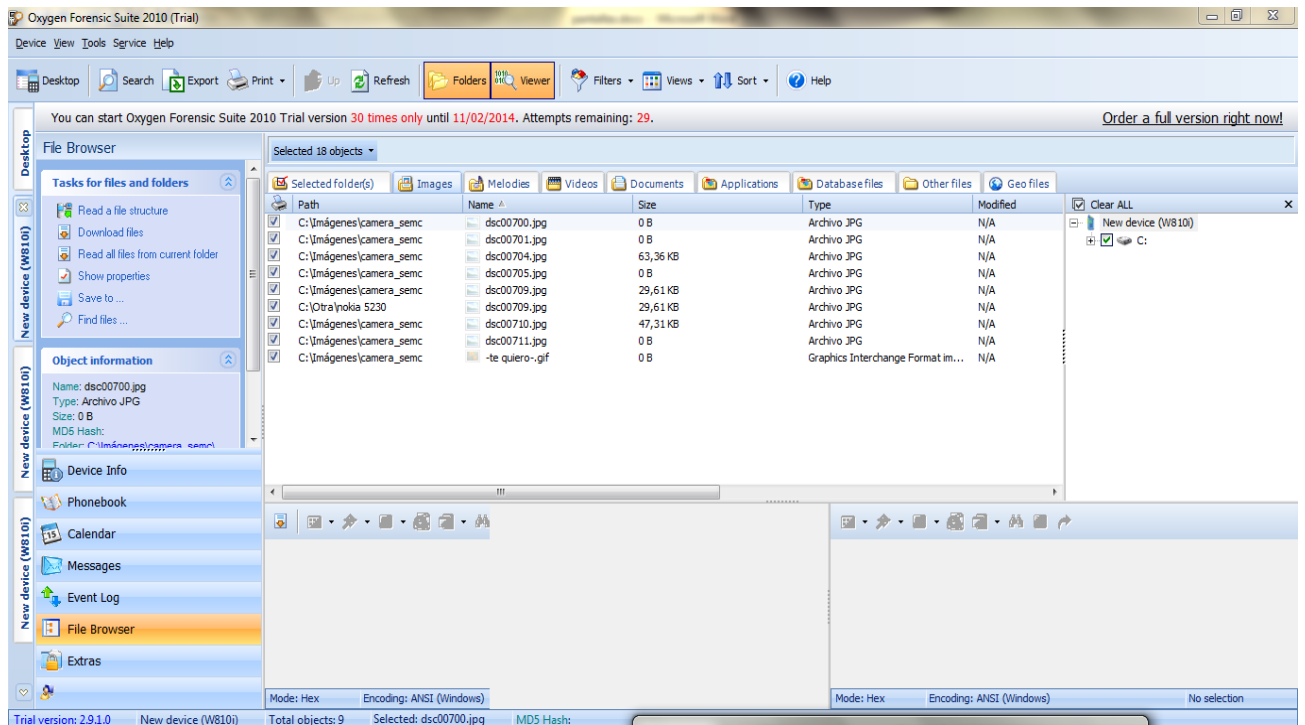 Oxygen Forensic Suite 2010 (Trial)
Device View Tools Service Help
Desktop Search Export Print Up Refresh Folders Viewer Filters Views Sort Help
You can start Oxygen Forensic Suite 2010 Trial version 30 times only until 11/02/2014. Attempts remaining: 29. Order a full version right now!
Desktop
New device (W810i)
New device (W810i)
New device (W810i)
File Browser
Tasks for files and folders
Read a file structure
Download files
Read all files from current folder
Show properties
Save to ...
Find files ...
Object information
Name: dsc00700.jpg
Type: Archivo JPG
Size: 0 B
MD5 Hash:
Folder: C:\Imágenes\camera_semc\
Device Info
Phonebook
15 Calendar
Messages
Event Log
File Browser
Extras
Selected 18 objects
Selected folder(s) Images Melodies Videos Documents Applications Database files Other files Geo files
Path Name Size Type Modified
C:\Imágenes\camera_semc dsc00700.jpg 0 B Archivo JPG N/A
C:\Imágenes\camera_semc dsc00701.jpg 0 B Archivo JPG N/A
C:\Imágenes\camera_semc dsc00704.jpg 63,36 KB Archivo JPG N/A
C:\Imágenes\camera_semc dsc00705.jpg 0 B Archivo JPG N/A
C:\Imágenes\camera_semc dsc00709.jpg 29,61 KB Archivo JPG N/A
C:\Otra\nokia 5230 dsc00709.jpg 29,61 KB Archivo JPG N/A
C:\Imágenes\camera_semc dsc00710.jpg 47,31 KB Archivo JPG N/A
C:\Imágenes\camera_semc dsc00711.jpg 0 B Archivo JPG N/A
C:\Imágenes\camera_semc -te quiero-.gif 0 B Graphics Interchange Format im... N/A
Clear ALL
New device (W810i)
C:
Mode: Hex Encoding: ANSI (Windows)
Mode: Hex Encoding: ANSI (Windows) No selection
Trial version: 2.9.1.0 New device (W810i) Total objects: 9 Selected: dsc00700.jpg MD5 Hash: